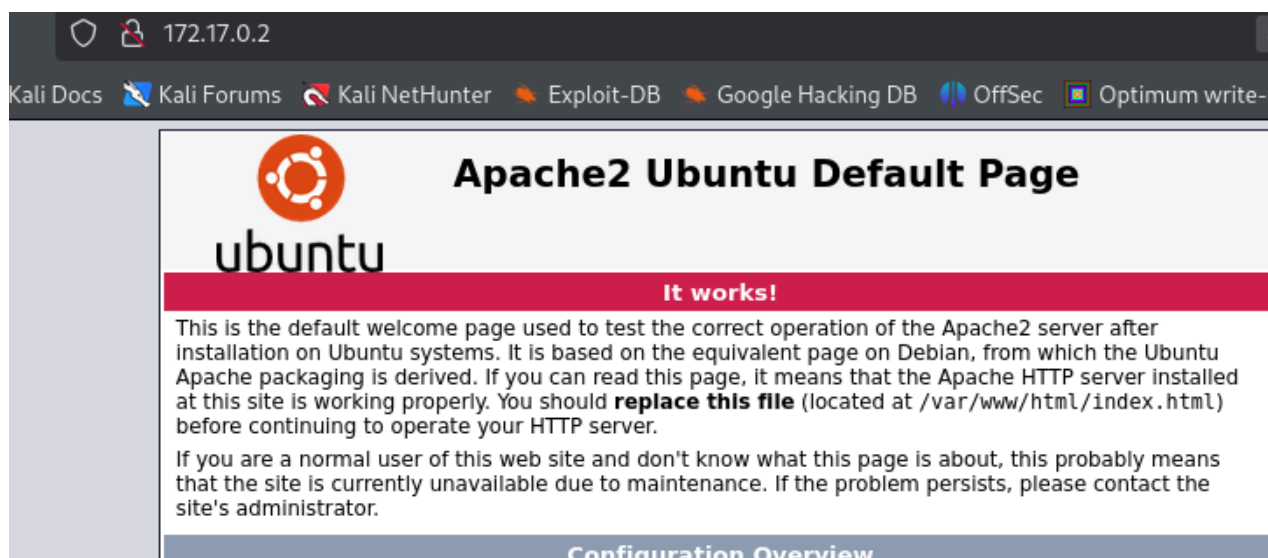 172.17.0.2
Kali Docs Kali Forums Kali NetHunter Exploit-DB Google Hacking DB OffSec Optimum write-
ubuntu
Apache2 Ubuntu Default Page
It works!
This is the default welcome page used to test the correct operation of the Apache2 server after
installation on Ubuntu systems. It is based on the equivalent page on Debian, from which the Ubuntu
Apache packaging is derived. If you can read this page, it means that the Apache HTTP server installed
at this site is working properly. You should replace this file (located at /var/www/html/index.html)
before continuing to operate your HTTP server.
If you are a normal user of this web site and don't know what this page is about, this probably means
that the site is currently unavailable due to maintenance. If the problem persists, please contact the
site's administrator.
Configuration Overview